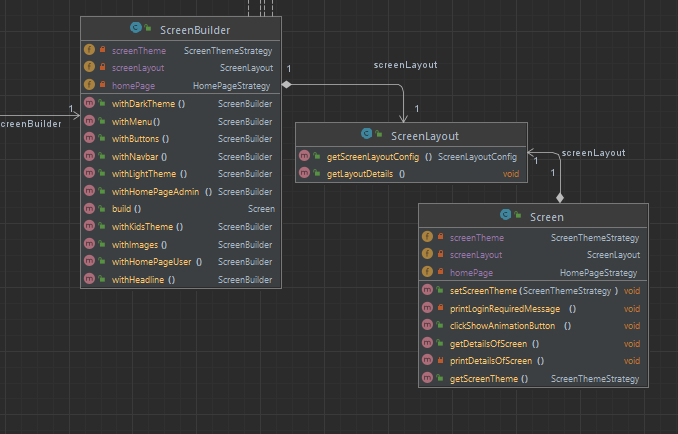 ScreenBuilder
screenTheme ScreenThemeStrategy
screenLayout ScreenLayout
homePage HomePageStrategy
withDarkTheme () ScreenBuilder
withMenu() ScreenBuilder
withButtons () ScreenBuilder
withNavbar () ScreenBuilder
withLightTheme () ScreenBuilder
withHomePageAdmin () ScreenBuilder
build () Screen
withKidsTheme () ScreenBuilder
withImages () ScreenBuilder
withHomePageUser () ScreenBuilder
withHeadline () ScreenBuilder
1
creenBuilder
1
screenLayout
1
ScreenLayout
getScreenLayoutConfig () ScreenLayoutConfig
getLayoutDetails () void
screenLayout
1
1
Screen
screenTheme ScreenThemeStrategy
screenLayout ScreenLayout
homePage HomePageStrategy
setScreenTheme (ScreenThemeStrategy ) void
printLoginRequiredMessage () void
clickShowAnimationButton () void
getDetailsOfScreen () void
printDetailsOfScreen () void
getScreenTheme () ScreenThemeStrategy